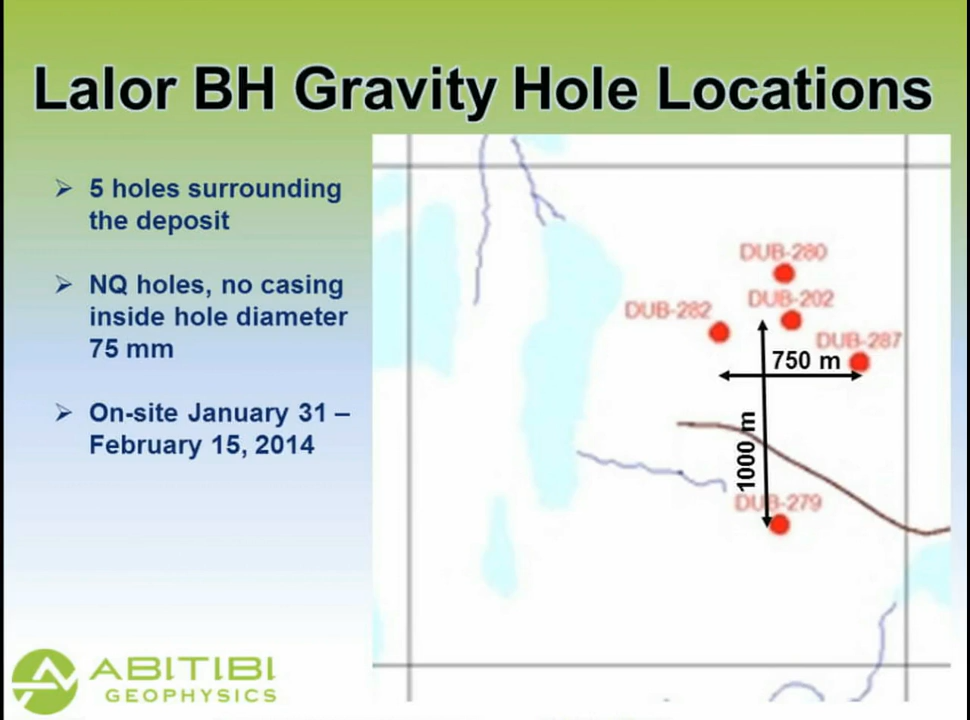 Lalor BH Gravity Hole Locations
➢ 5 holes surrounding
the deposit
➢ NQ holes, no casing
inside hole diameter
75 mm
➢ On-site January 31 –
February 15, 2014
DUB-280
DUB-202
DUB-282
DUB-287
750 m
1000 m
DUB-279
ABITIBI
GEOPHYSICS